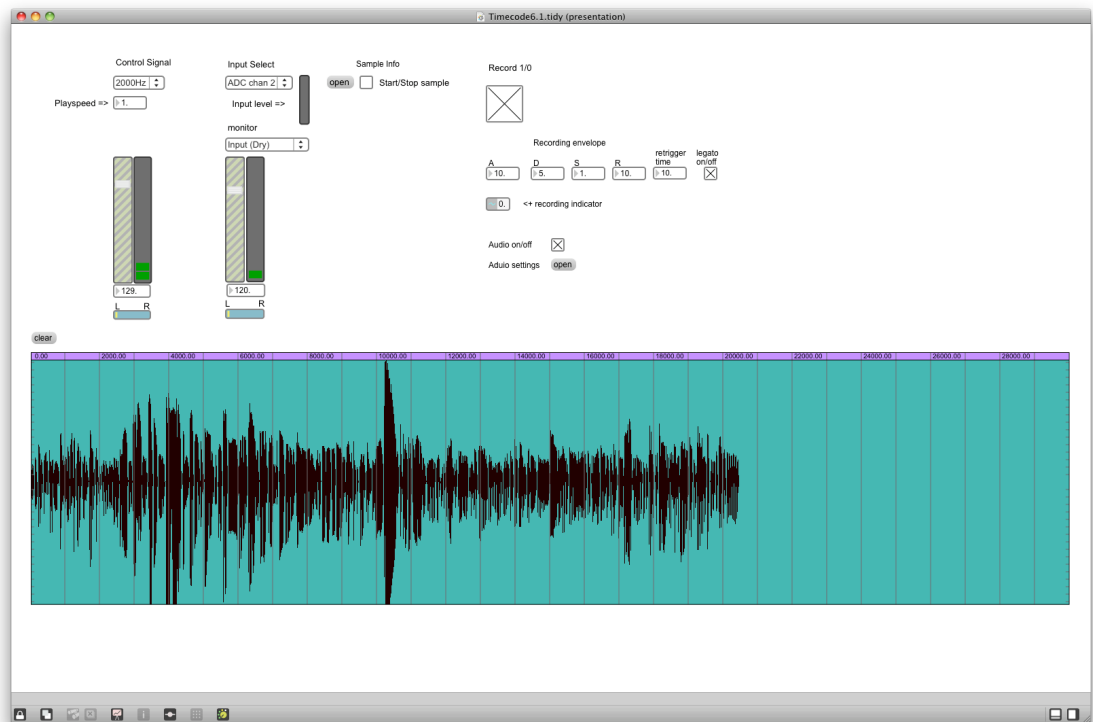 Timecode6.1.tidy (presentation)
Control Signal
2000Hz
Playspeed =>
1.
Input Select
ADC chan 2
Input level =>
monitor
Input (Dry)
Sample Info
open
Start/Stop sample
Record 1/0
Recording envelope
A D S R retrigger time legato on/off
10. 5. 1. 10. 10.
0. <+ recording indicator
Audio on/off
Aduio settings open
129. 120.
L R L R
clear
0.00 2000.00 4000.00 6000.00 8000.00 10000.00 12000.00 14000.00 16000.00 18000.00 20000.00 22000.00 24000.00 26000.00 28000.00